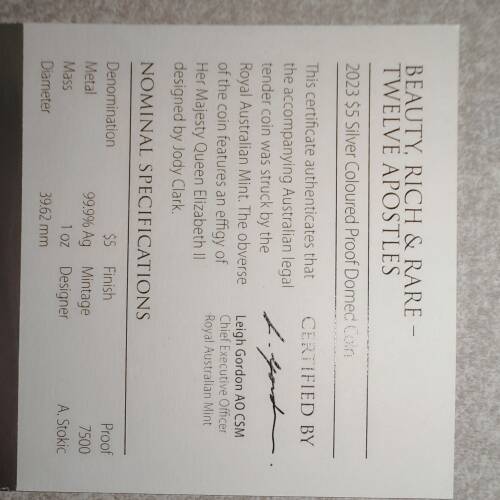 BEAUTY, RICH & RARE –
TWELVE APOSTLES
2023 $5 Silver Coloured Proof Domed Coin
This certificate authenticates that
the accompanying Australian legal
tender coin was struck by the
Royal Australian Mint. The obverse
of the coin features an effigy of
Her Majesty Queen Elizabeth II
designed by Jody Clark.
CERTIFIED BY
L. Gordon
Leigh Gordon AO CSM
Chief Executive Officer
Royal Australian Mint
NOMINAL SPECIFICATIONS
Denomination $5 Finish Proof
Metal 99.9% Ag Mintage 7500
Mass 1 oz Designer A. Stokic
Diameter 39.62 mm